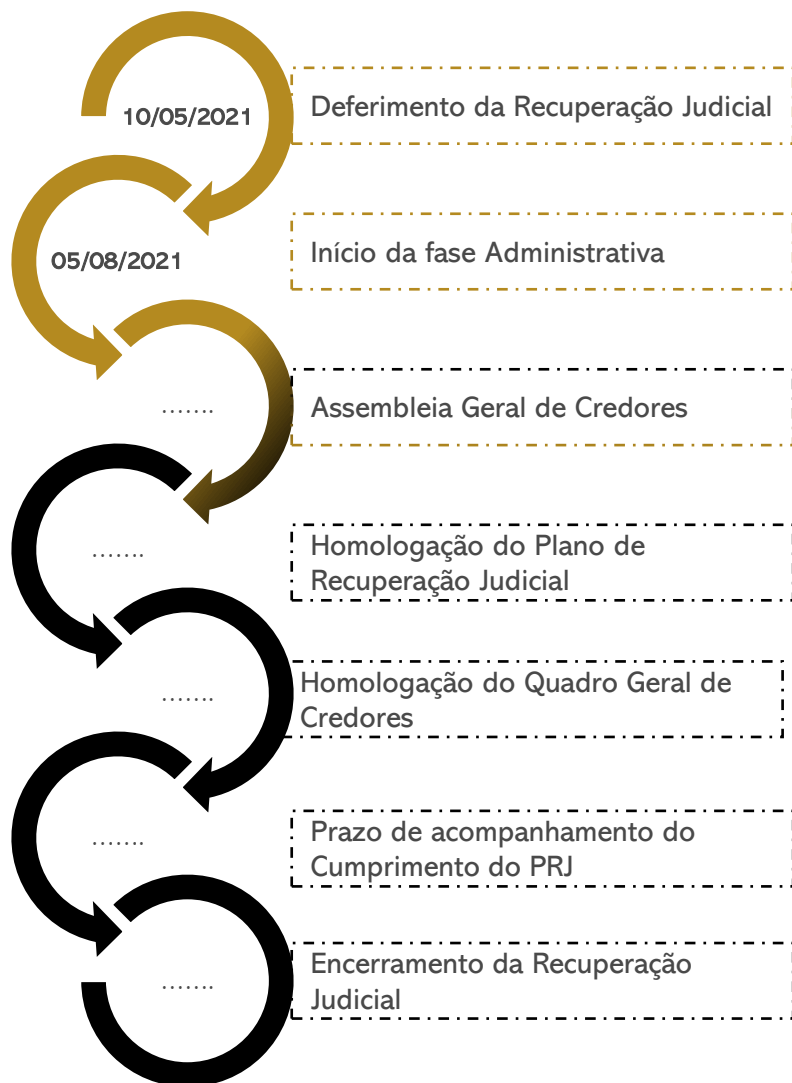 10/05/2021
Deferimento da Recuperação Judicial
05/08/2021
Início da fase Administrativa
.......
Assembleia Geral de Credores
.......
Homologação do Plano de
Recuperação Judicial
.......
Homologação do Quadro Geral de
Credores
.......
Prazo de acompanhamento do
Cumprimento do PRJ
.......
Encerramento da Recuperação
Judicial